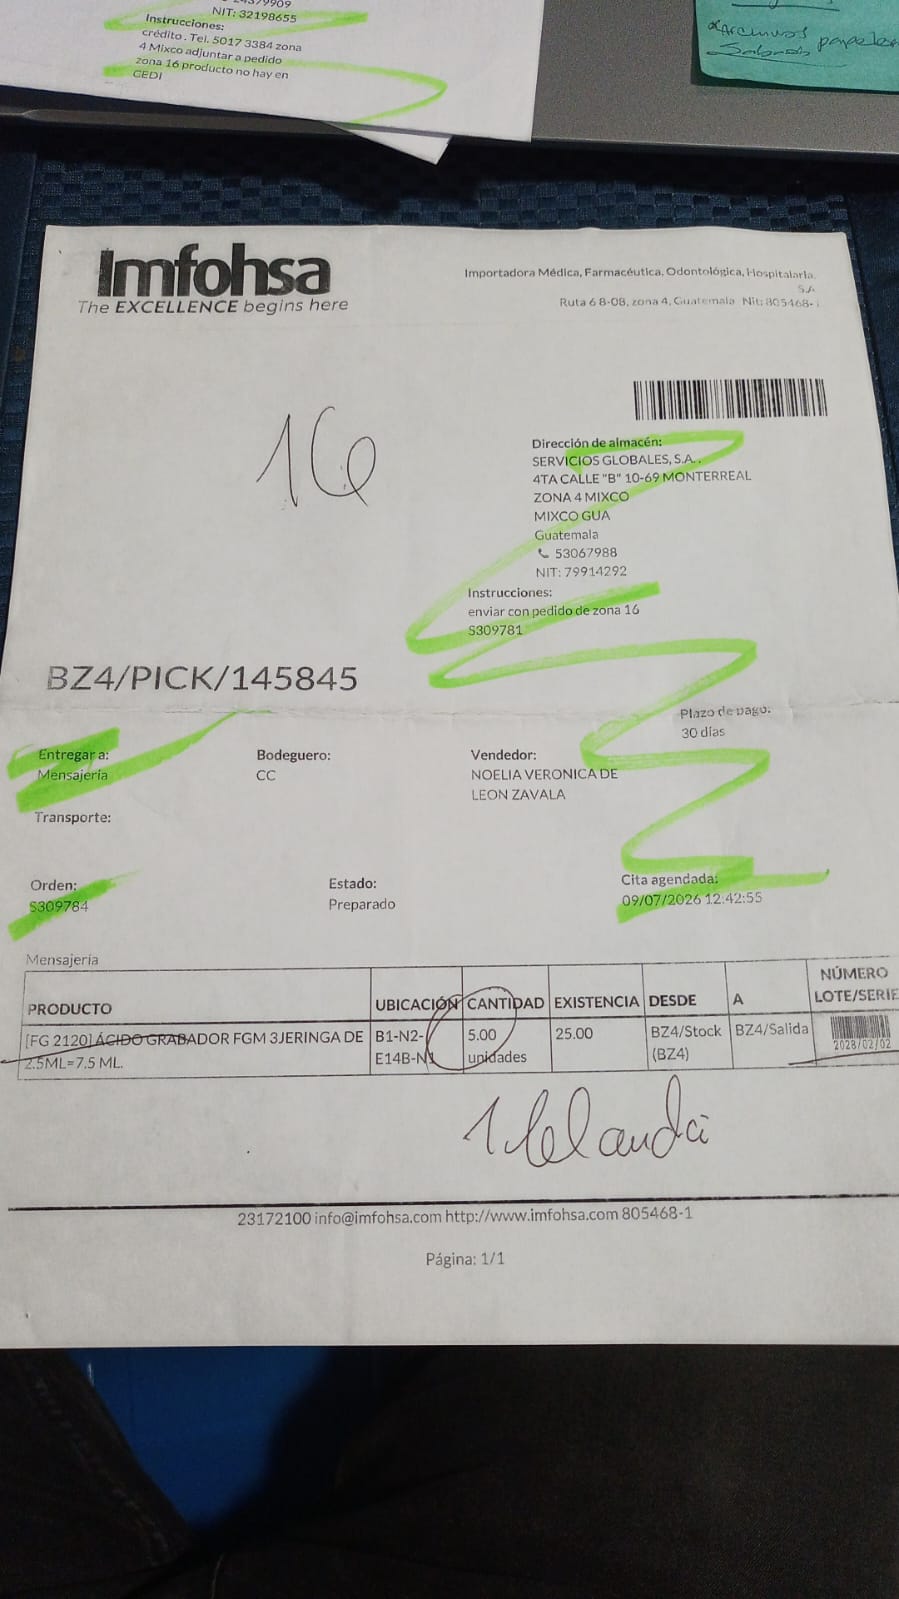 NIT: 32198655
Instrucciones:
crédito . Tel. 5017 3384 zona
4 Mixco adjuntar a pedido
zona 16 producto no hay en
CEDI
Archivos papeler
Imfohsa
The EXCELLENCE begins here
Importadora Médica, Farmacéutica, Odontológica, Hospitalaria,
S.A
Ruta 6 8-08, zona 4, Guatemala Nit: 805468-
16
Dirección de almacén:
SERVICIOS GLOBALES, S.A..
4TA CALLE "B" 10-69 MONTERREAL
ZONA 4 MIXCO
MIXCO GUA
Guatemala
53067988
NIT: 79914292
Instrucciones:
enviar con pedido de zona 16
S309781
BZ4/PICK/145845
Plazo de pago:
30 días
Entregar a:
Mensajeria
Bodeguero:
CC
Vendedor:
NOELIA VERONICA DE
LEON ZAVALA
Transporte:
Orden:
S309784
Estado:
Preparado
Cita agendada:
09/07/2026 12:42:55
Mensajeria
PRODUCTO UBICACIÓN CANTIDAD EXISTENCIA DESDE A NÚMERO LOTE/SERIE
[FG 2120] ÁCIDO GRABADOR FGM 3JERINGA DE B1-N2- 5.00 25.00 BZ4/Stock BZ4/Salida
2.5ML=7.5 ML. E14B-N1 unidades (BZ4) 2028/02/02
23172100 info@imfohsa.com http://www.imfohsa.com 805468-1
Página: 1/1